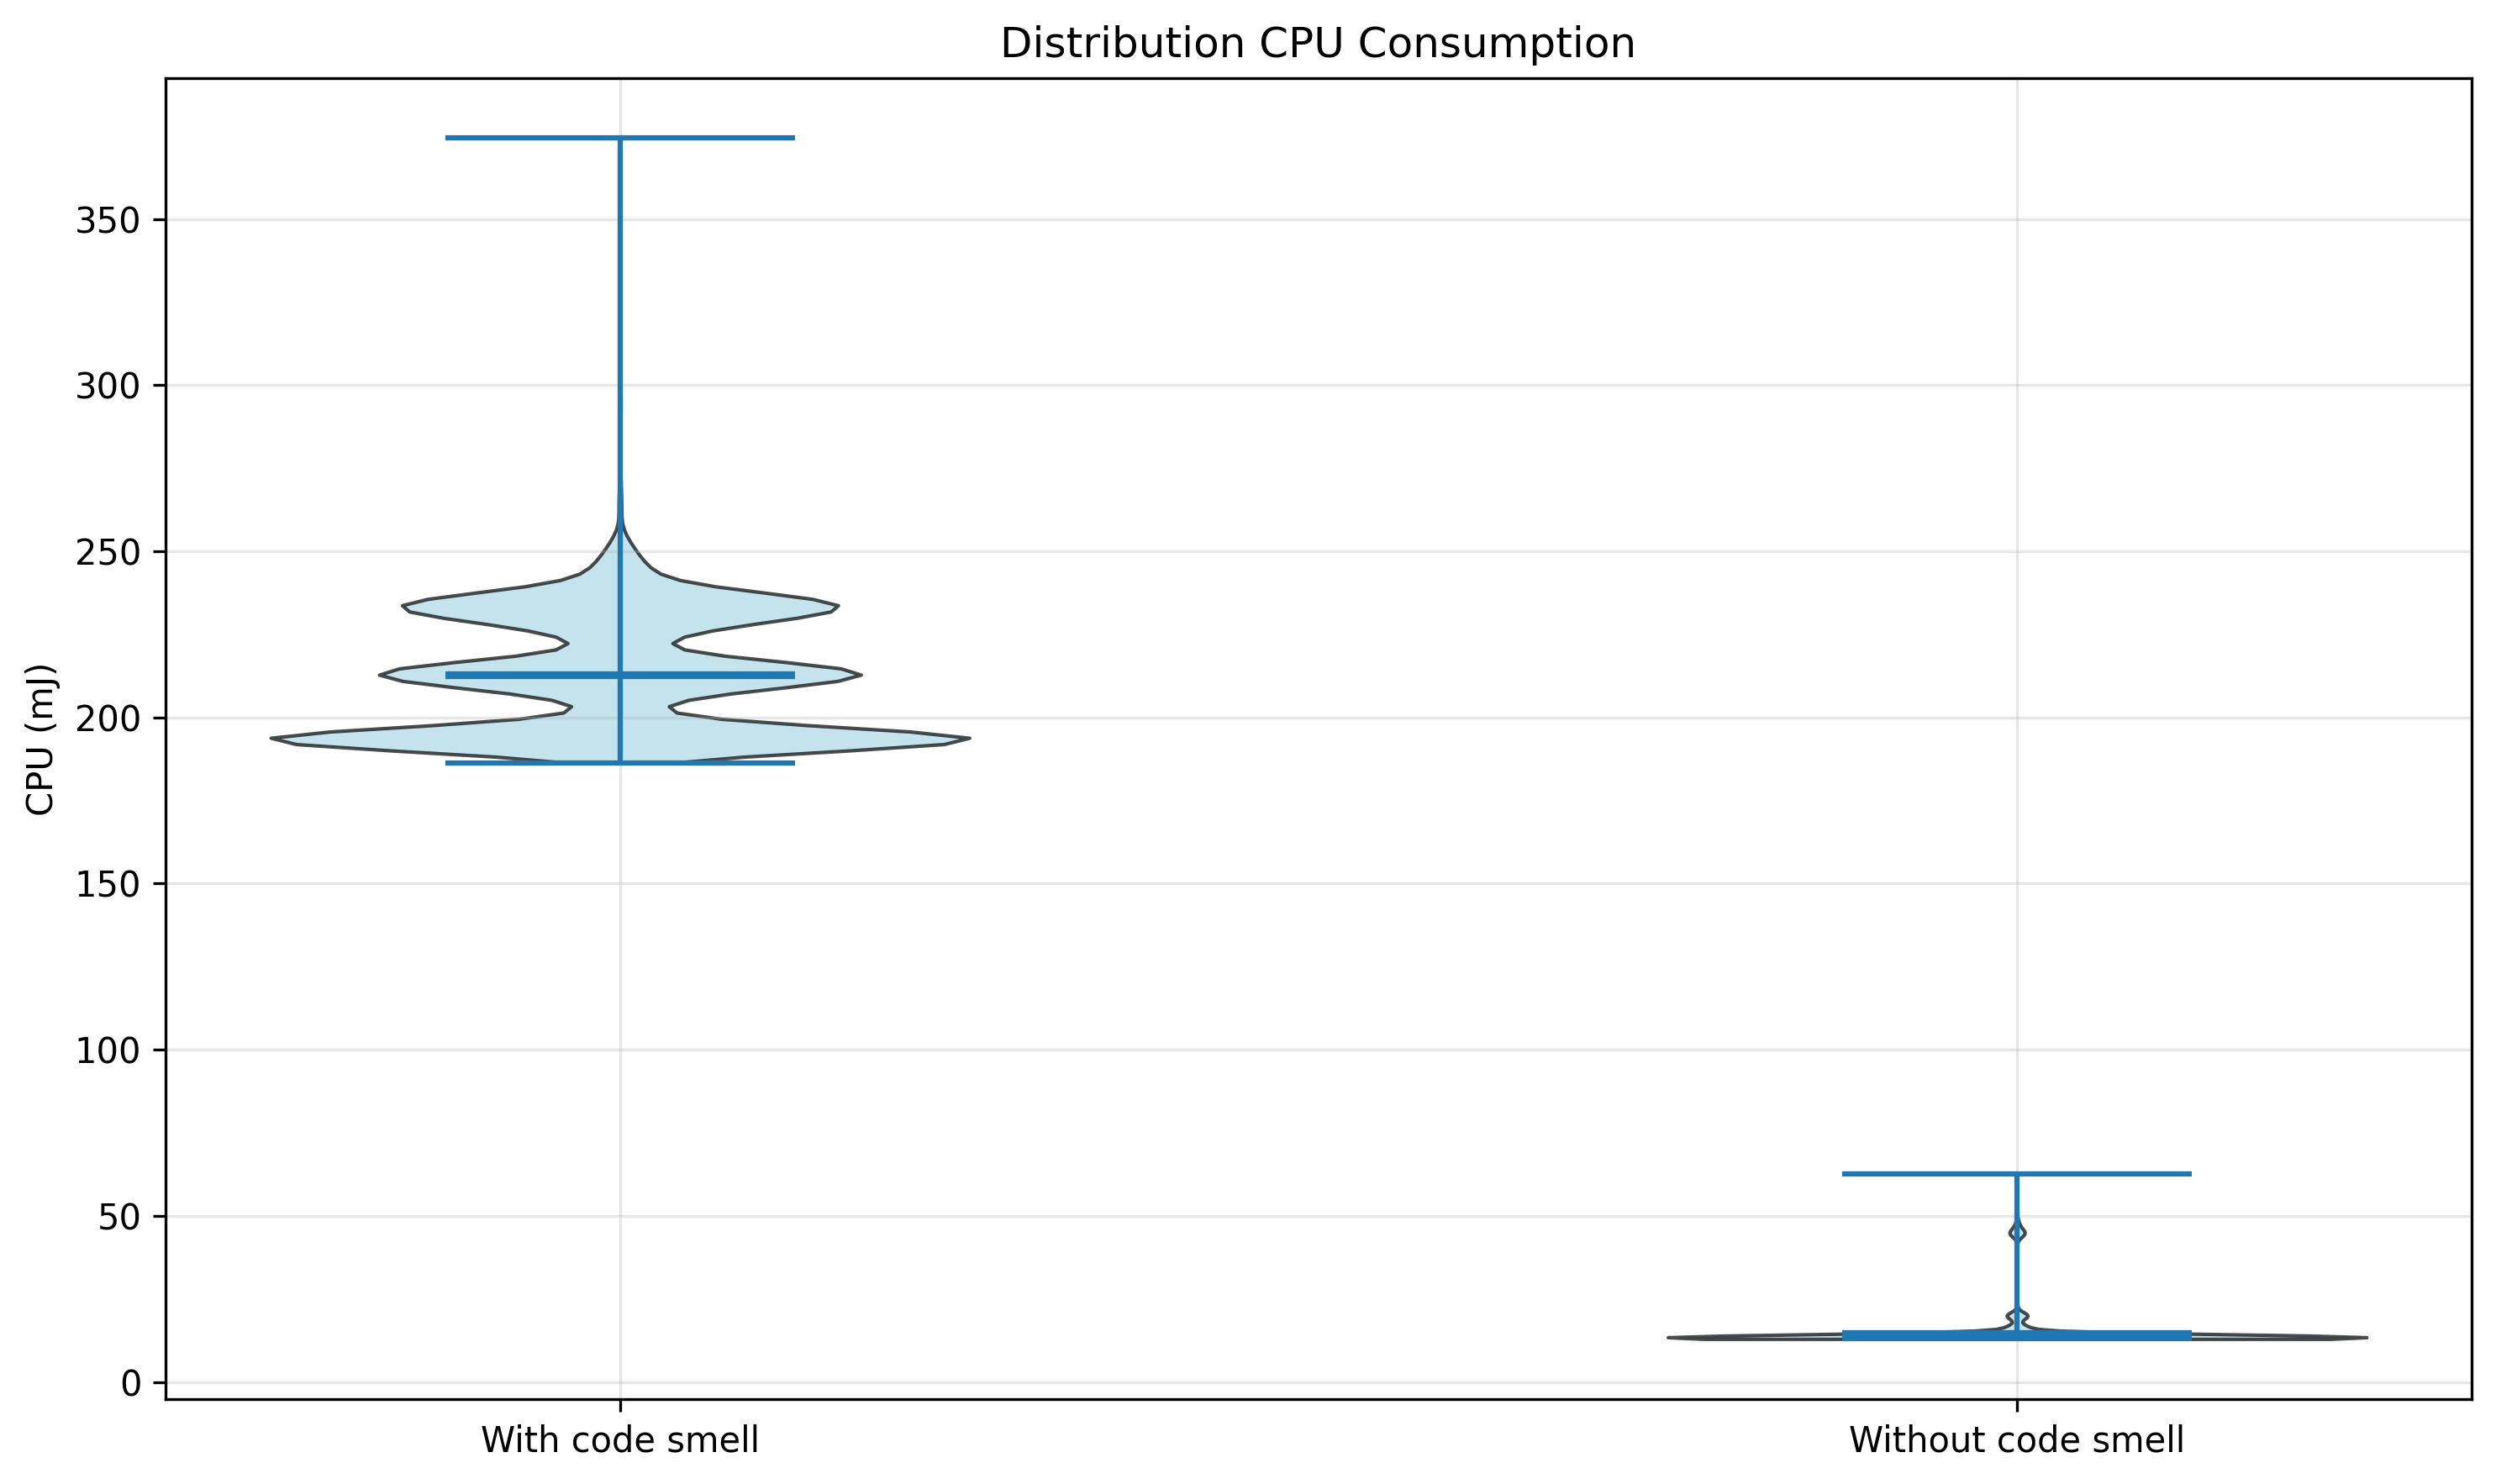 Distribution CPU Consumption
CPU (mJ)
350
300
250
200
150
100
50
0
With code smell
Without code smell